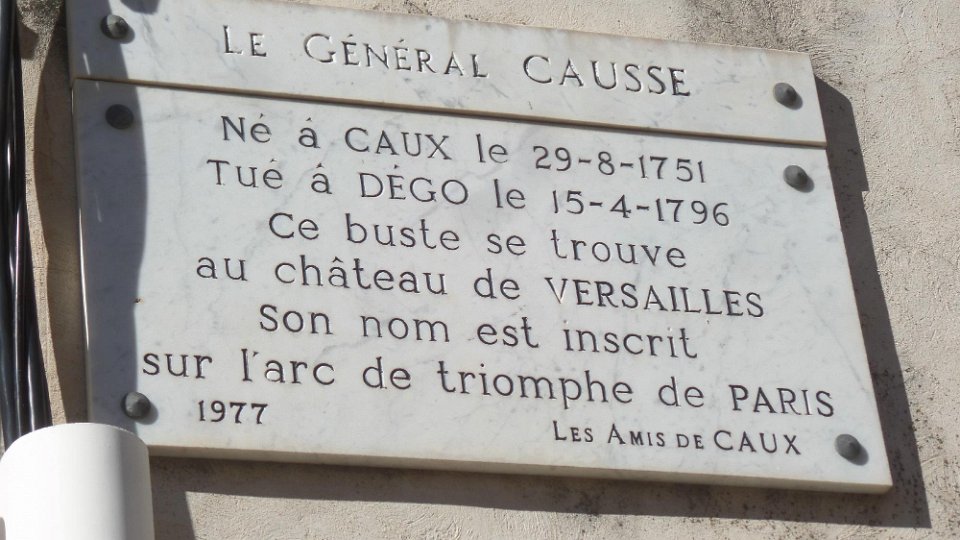 LE GÉNÉRAL CAUSSE
Né â CAUX le 29-8-1751
Tué â DÉGO le 15-4-1796
Ce buste se trouve
au château de VERSAILLES
Son nom est inscrit
sur l'arc de triomphe de PARIS
1977
LES AMIS DE CAUX